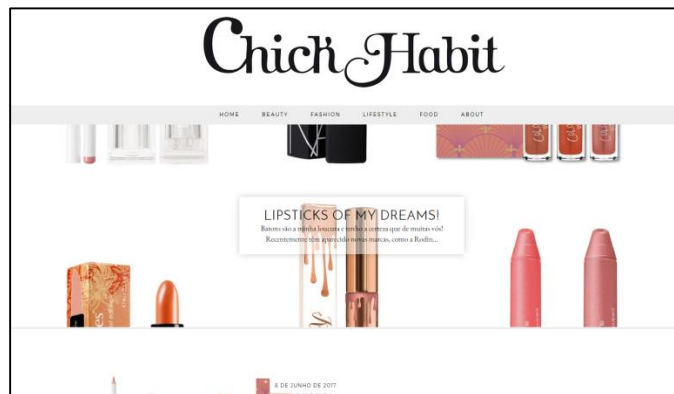 Chick Habit
HOME BEAUTY FASHION LIFESTYLE FOOD ABOUT
LIPSTICKS OF MY DREAMS!
Batons são a minha loucura e tenho a certeza que de muitas vós!
Recentemente têm aparecido novas marcas, como a Rodin...
8 DE JUNHO DE 2017